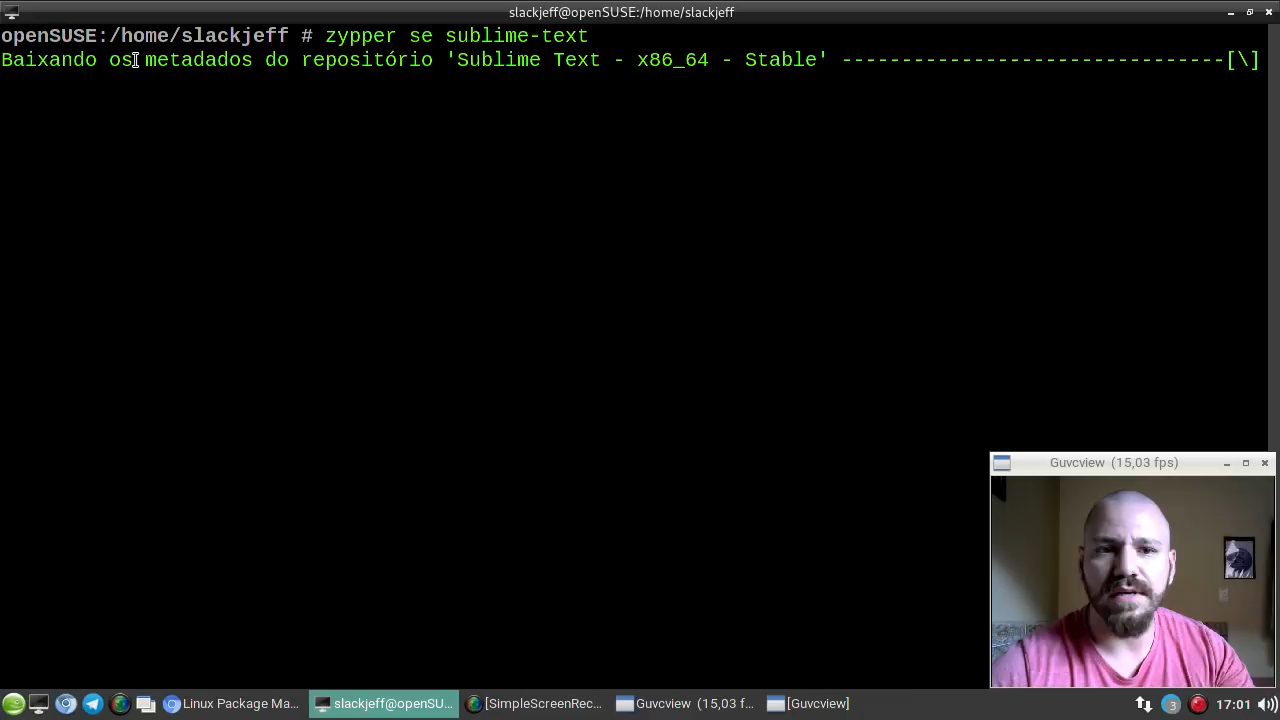 slackjeff@openSUSE:/home/slackjeff
openSUSE:/home/slackjeff # zypper se sublime-text
Baixando os metadados do repositório 'Sublime Text - x86_64 - Stable' --------------------------------[\]
Guvcview (15,03 fps)
Linux Package Ma...
slackjeff@openSU...
[SimpleScreenRec...
Guvcview (15,03 f...
[Guvcview]
3
17:01